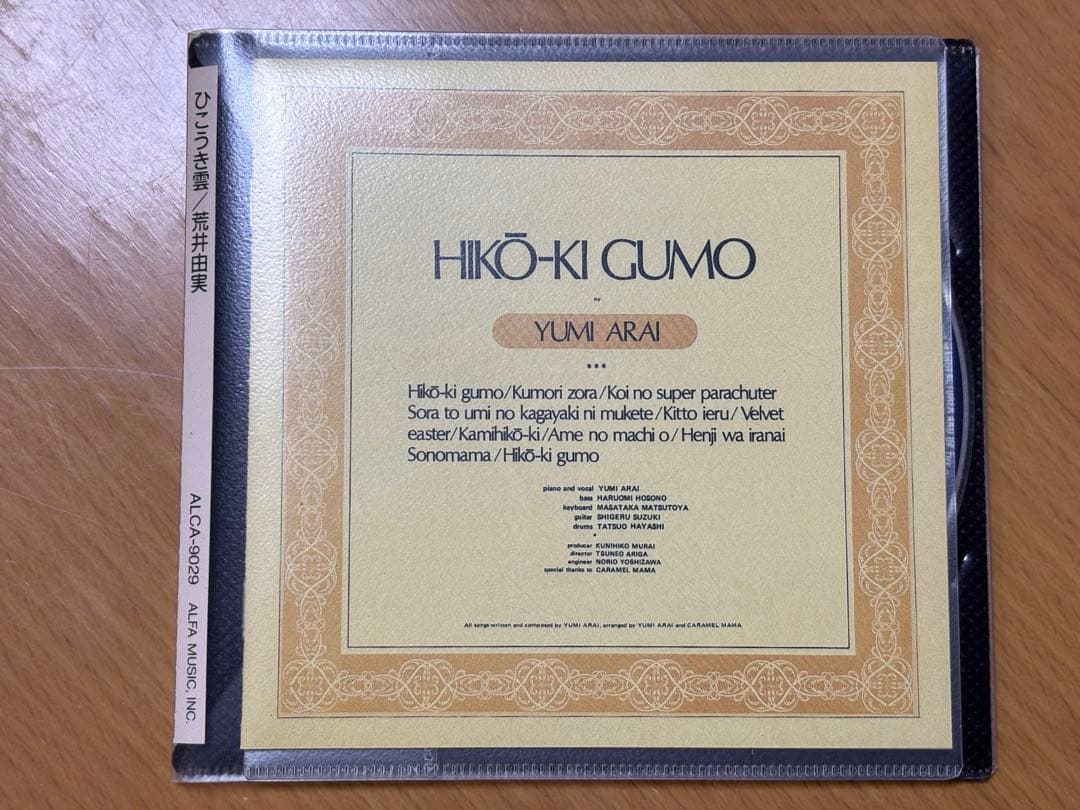 ひこうき雲/荒井由実
ALCA-9029 ALFA MUSIC, INC.
HIKŌ-KI GUMO
by
YUMI ARAI
***
Hikō-ki gumo/Kumori zora/Koi no super parachuter
Sora to umi no kagayaki ni mukete/Kitto ieru/Velvet
easter/Kamihikō-ki/Ame no machi o/Henji wa iranai
Sonomama/Hikō-ki gumo
piano and vocal YUMI ARAI
bass HARUOMI HOSONO
keyboard MASATAKA MATSUTOYA
guitar SHIGERU SUZUKI
drums TATSUO HAYASHI
*
producer KUNIHIKO MURAI
director TSUNEO ARIGA
engineer NORIO YOSHIZAWA
special thanks to CARAMEL MAMA
All songs written and composed by YUMI ARAI, arranged by YUMI ARAI and CARAMEL MAMA